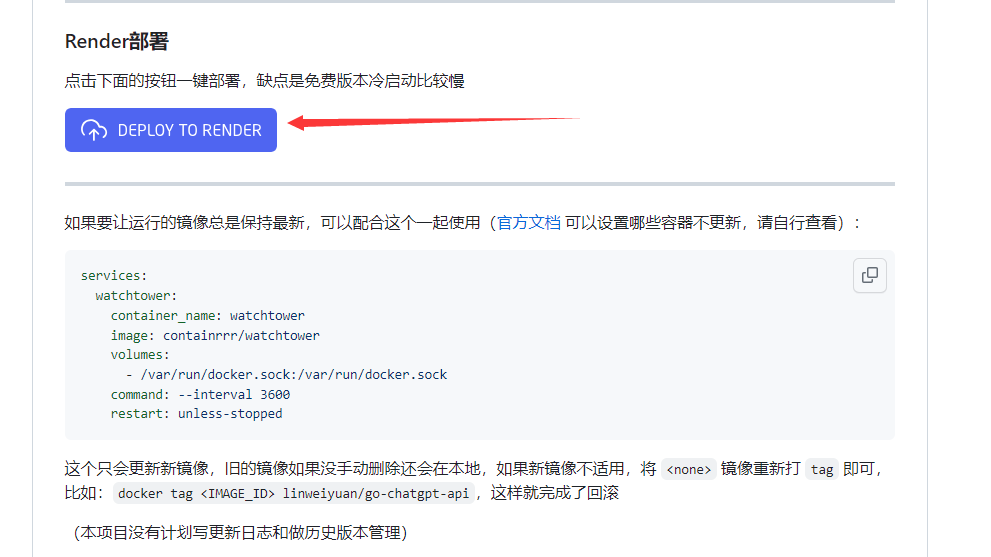 Render部署
点击下面的按钮一键部署，缺点是免费版本冷启动比较慢
DEPLOY TO RENDER
如果要让运行的镜像总是保持最新，可以配合这个一起使用（官方文档 可以设置哪些容器不更新，请自行查看）：
services:
  watchtower:
    container_name: watchtower
    image: containrrr/watchtower
    volumes:
      - /var/run/docker.sock:/var/run/docker.sock
    command: --interval 3600
    restart: unless-stopped
这个只会更新新镜像，旧的镜像如果没手动删除还会在本地，如果新镜像不适用，将 <none> 镜像重新打 tag 即可，
比如：docker tag <IMAGE_ID> linweiyuan/go-chatgpt-api，这样就完成了回滚
（本项目没有计划写更新日志和做历史版本管理）